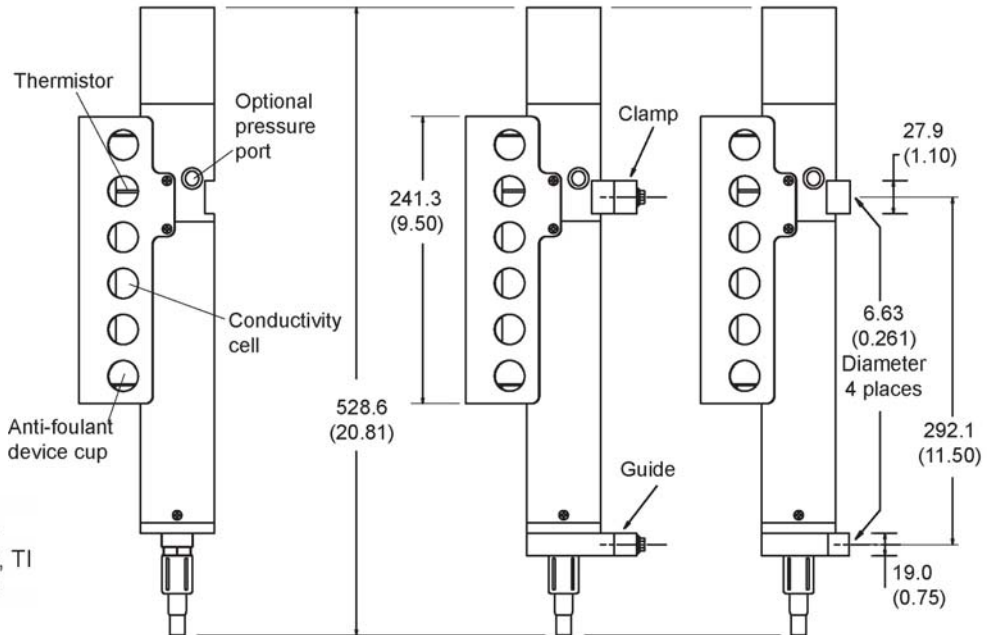 Thermistor
Optional
pressure
port
Conductivity
cell
Anti-foulant
device cup
, TI
528.6
(20.81)
241.3
(9.50)
Clamp
Guide
27.9
(1.10)
6.63
(0.261)
Diameter
4 places
292.1
(11.50)
19.0
(0.75)